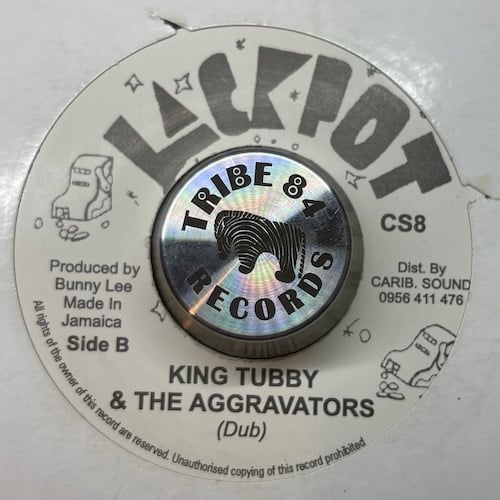 JACKPOT
TRIBE 84
RECORDS
CS8
Produced by
Bunny Lee
Made In
Jamaica
Side B
Dist. By
CARIB. SOUND
0956 411 476
KING TUBBY
& THE AGGRAVATORS
(Dub)
All rights of the owner of this record are reserved. Unauthorised copying of this record prohibited